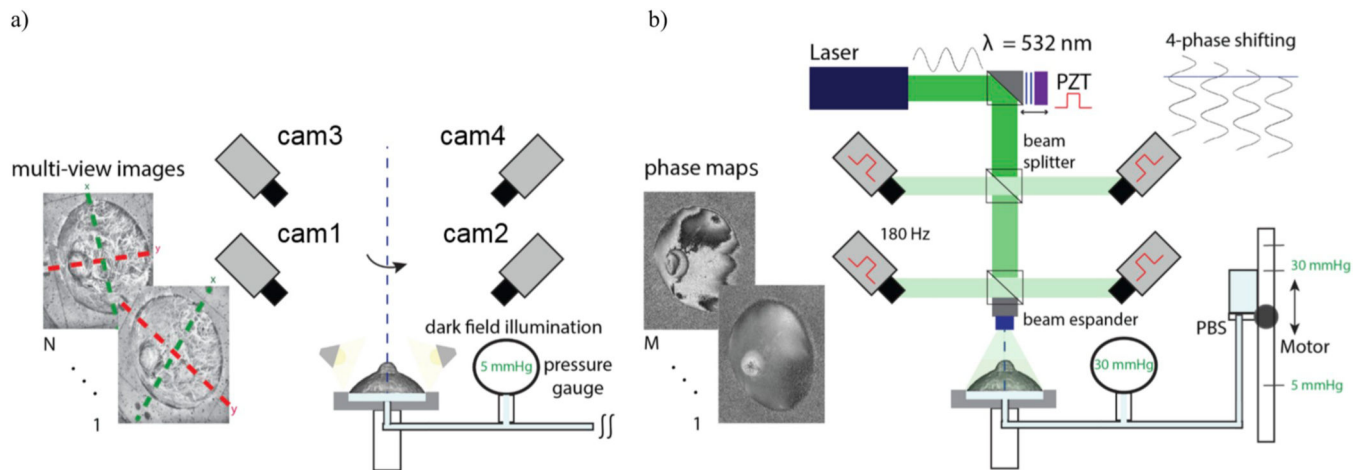 a)
cam3
cam4
multi-view images
x
y
cam1
cam2
x
y
N
1
dark field illumination
5 mmHg
pressure
gauge
b)
Laser
λ = 532 nm
PZT
4-phase shifting
beam
splitter
phase maps
180 Hz
M
1
beam espander
30 mmHg
PBS
30 mmHg
Motor
5 mmHg